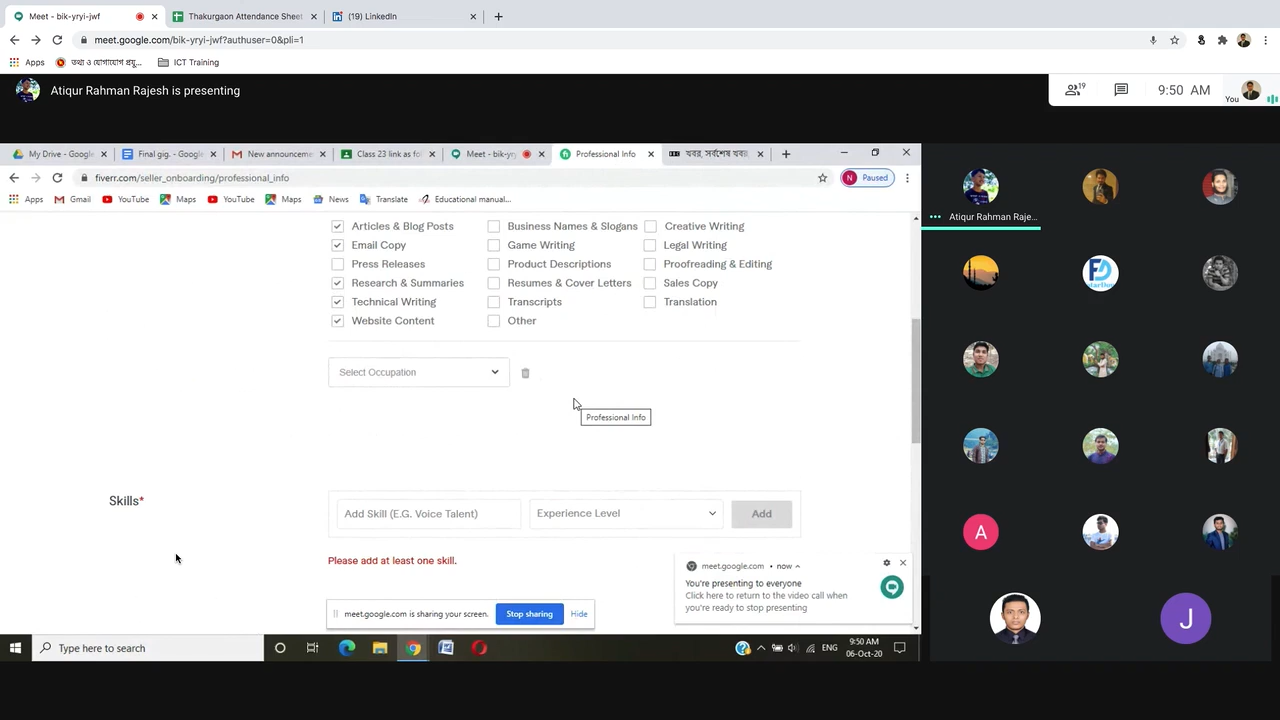 Meet - bik-yryi-jwf
Thakurgaon Attendance Sheet
(19) LinkedIn
meet.google.com/bik-yryi-jwf?authuser=0&pli=1
Apps
তথ্য ও যোগাযোগ প্রযু...
ICT Training
Atiqur Rahman Rajesh is presenting
19
9:50 AM
You
My Drive - Google
Final gig. - Google
New announceme
Class 23 link as fo
Meet - bik-yry
Professional Info
খবর, সর্বশেষ খবর,
fiverr.com/seller_onboarding/professional_info
N
Paused
Apps
Gmail
YouTube
Maps
YouTube
Maps
News
Translate
Educational manual...
Articles & Blog Posts
Business Names & Slogans
Creative Writing
Email Copy
Game Writing
Legal Writing
Press Releases
Product Descriptions
Proofreading & Editing
Research & Summaries
Resumes & Cover Letters
Sales Copy
Technical Writing
Transcripts
Translation
Website Content
Other
Select Occupation
Professional Info
Skills*
Add Skill (E.G. Voice Talent)
Experience Level
Add
Please add at least one skill.
meet.google.com • now
You're presenting to everyone
Click here to return to the video call when
you're ready to stop presenting
meet.google.com is sharing your screen.
Stop sharing
Hide
Type here to search
ENG
9:50 AM
06-Oct-20
Atiqur Rahman Raje...
A
J